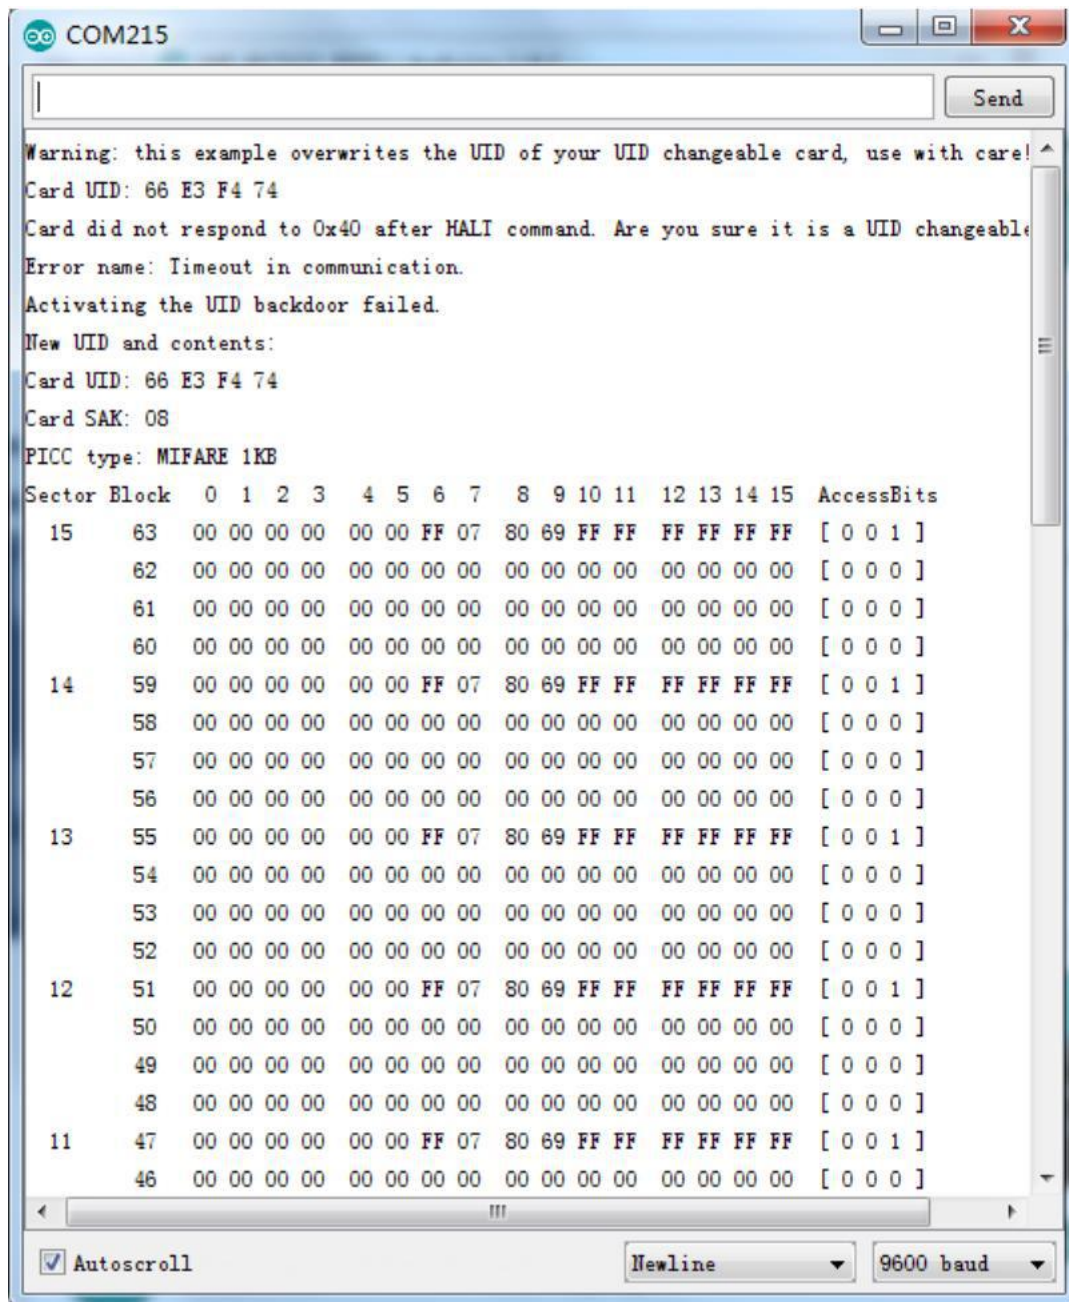 COM215
Send
Warning: this example overwrites the UID of your UID changeable card, use with care!
Card UID: 66 E3 F4 74
Card did not respond to 0x40 after HALT command. Are you sure it is a UID changeable
Error name: Timeout in communication.
Activating the UID backdoor failed.
New UID and contents:
Card UID: 66 E3 F4 74
Card SAK: 08
PICC type: MIFARE 1KB
Sector Block 0 1 2 3 4 5 6 7 8 9 10 11 12 13 14 15 AccessBits
15 63 00 00 00 00 00 00 FF 07 80 69 FF FF FF FF FF FF [ 0 0 1 ]
62 00 00 00 00 00 00 00 00 00 00 00 00 00 00 00 00 [ 0 0 0 ]
61 00 00 00 00 00 00 00 00 00 00 00 00 00 00 00 00 [ 0 0 0 ]
60 00 00 00 00 00 00 00 00 00 00 00 00 00 00 00 00 [ 0 0 0 ]
14 59 00 00 00 00 00 00 FF 07 80 69 FF FF FF FF FF FF [ 0 0 1 ]
58 00 00 00 00 00 00 00 00 00 00 00 00 00 00 00 00 [ 0 0 0 ]
57 00 00 00 00 00 00 00 00 00 00 00 00 00 00 00 00 [ 0 0 0 ]
56 00 00 00 00 00 00 00 00 00 00 00 00 00 00 00 00 [ 0 0 0 ]
13 55 00 00 00 00 00 00 FF 07 80 69 FF FF FF FF FF FF [ 0 0 1 ]
54 00 00 00 00 00 00 00 00 00 00 00 00 00 00 00 00 [ 0 0 0 ]
53 00 00 00 00 00 00 00 00 00 00 00 00 00 00 00 00 [ 0 0 0 ]
52 00 00 00 00 00 00 00 00 00 00 00 00 00 00 00 00 [ 0 0 0 ]
12 51 00 00 00 00 00 00 FF 07 80 69 FF FF FF FF FF FF [ 0 0 1 ]
50 00 00 00 00 00 00 00 00 00 00 00 00 00 00 00 00 [ 0 0 0 ]
49 00 00 00 00 00 00 00 00 00 00 00 00 00 00 00 00 [ 0 0 0 ]
48 00 00 00 00 00 00 00 00 00 00 00 00 00 00 00 00 [ 0 0 0 ]
11 47 00 00 00 00 00 00 FF 07 80 69 FF FF FF FF FF FF [ 0 0 1 ]
46 00 00 00 00 00 00 00 00 00 00 00 00 00 00 00 00 [ 0 0 0 ]
Autoscroll Newline 9600 baud